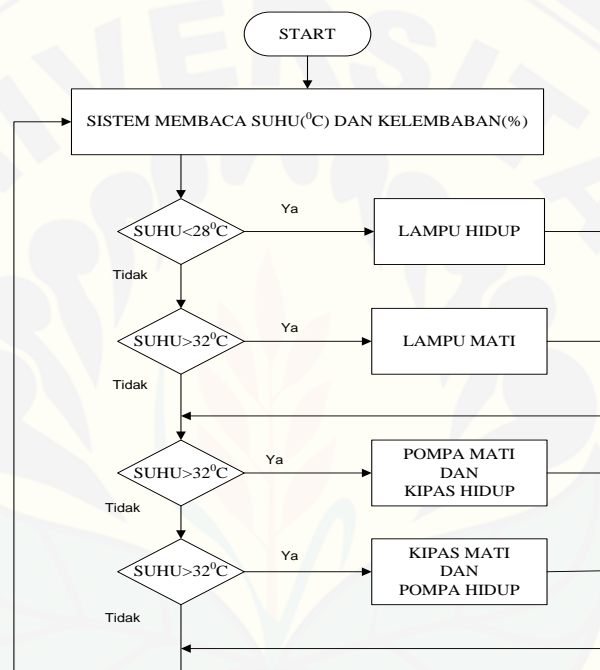 START
SISTEM MEMBACA SUHU(⁰C) DAN KELEMBABAN(%)
SUHU<28⁰C
Ya
LAMPU HIDUP
Tidak
SUHU>32⁰C
Ya
LAMPU MATI
Tidak
SUHU>32⁰C
Ya
POMPA MATI
DAN
KIPAS HIDUP
Tidak
SUHU>32⁰C
Ya
KIPAS MATI
DAN
POMPA HIDUP
Tidak